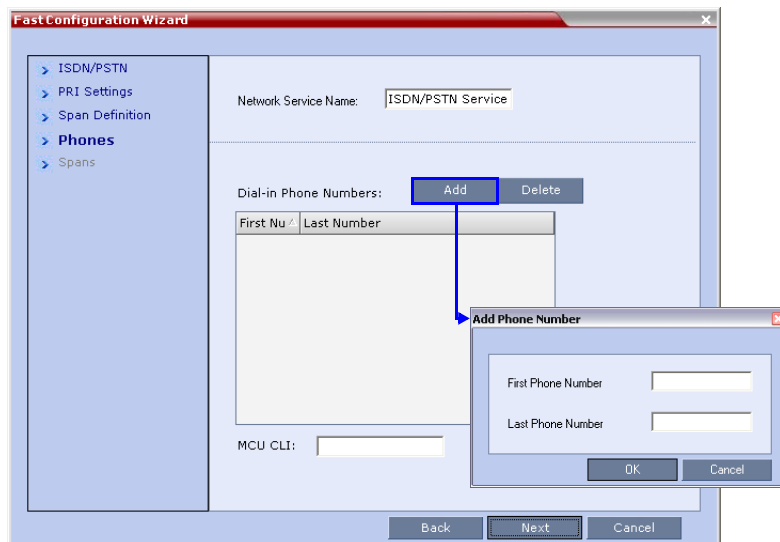 Fast Configuration Wizard
ISDN/PSTN
PRI Settings
Span Definition
Phones
Spans
Network Service Name: ISDN/PSTN Service
Dial-in Phone Numbers: Add Delete
First Nu Last Number
MCU CLI:
Add Phone Number
First Phone Number
Last Phone Number
OK Cancel
Back Next Cancel